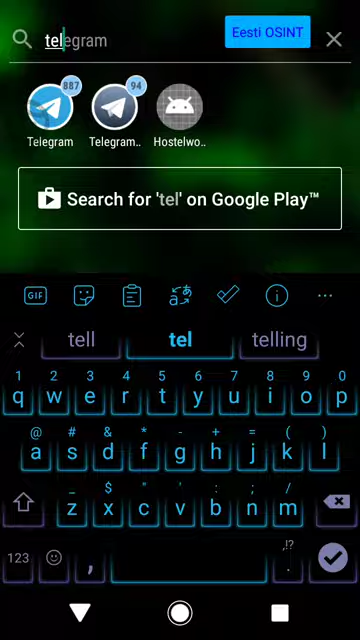 telegram
Eesti OSINT
887
94
Telegram
Telegram..
Hostelwo..
Search for 'tel' on Google Play™
GIF
tell
tel
telling
1 2 3 4 5 6 7 8 9 0
q w e r t y u i o p
@ # & * - + = ( )
a s d f g h j k l
_ $ " ' : ; /
z x c v b n m
123
,
,!?
.